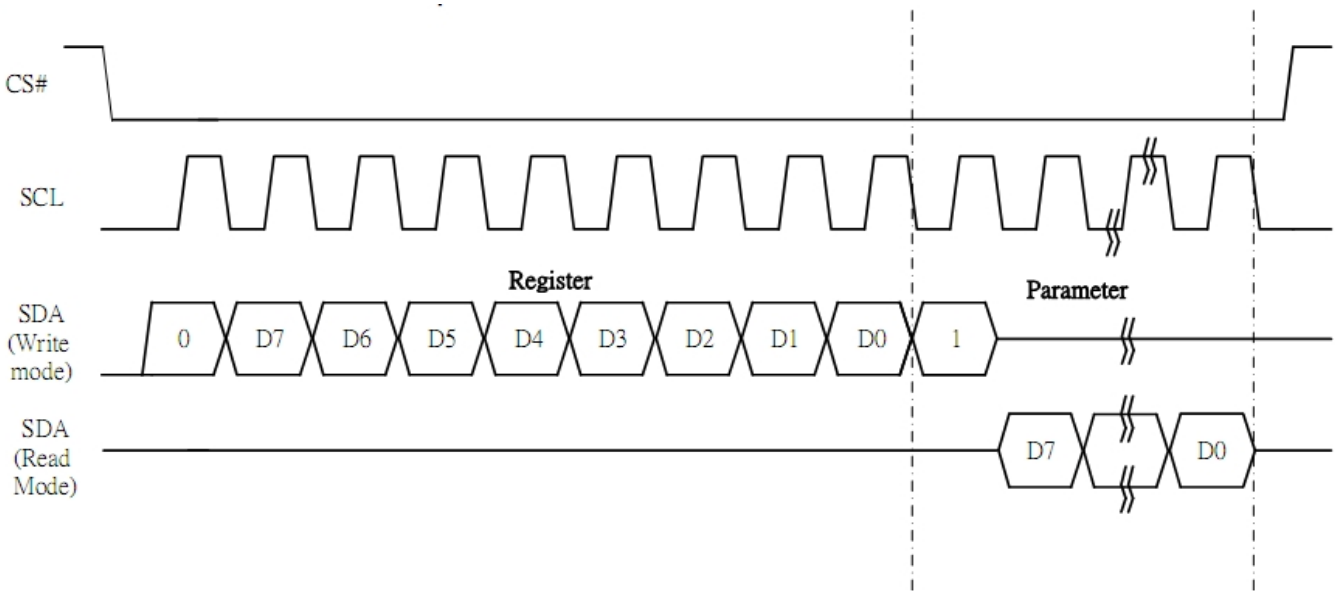 CS#
SCL
Register
Parameter
SDA
(Write
mode)
0 D7 D6 D5 D4 D3 D2 D1 D0 1
SDA
(Read
Mode)
D7 D0